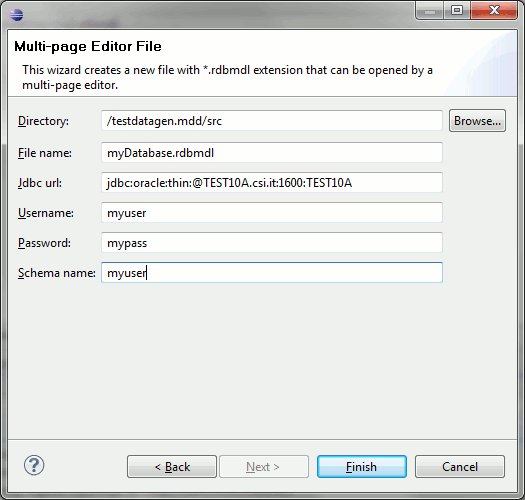 Multi-page Editor File
This wizard creates a new file with *.rdbmdl extension that can be opened by a
multi-page editor.
Directory: /testdatagen.mdd/src Browse...
File name: myDatabase.rdbmdl
Jdbc url: jdbc:oracle:thin:@TEST10A.csi.it:1600:TEST10A
Username: myuser
Password: mypass
Schema name: myuser
? < Back Next > Finish Cancel